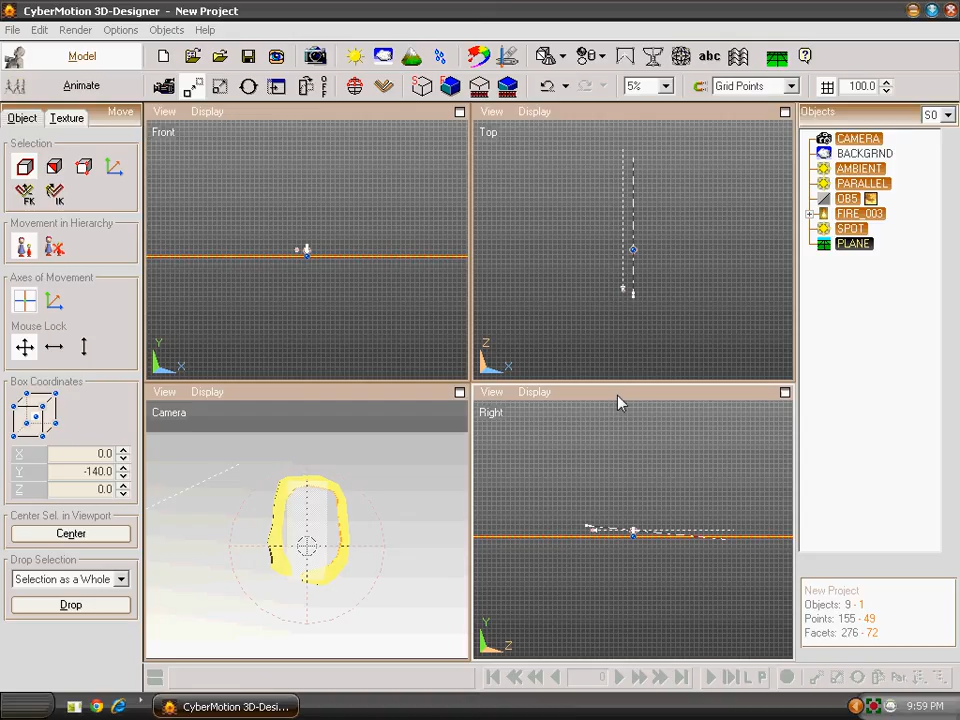 CyberMotion 3D-Designer - New Project
File Edit Render Options Objects Help
Model
abc
Animate
5%
Grid Points
100.0
Object Texture Move
View Display
View Display
Objects
S0
Selection
Front
Top
CAMERA
BACKGRND
AMBIENT
PARALLEL
OB5
FIRE_003
SPOT
PLANE
FK IK
Movement in Hierarchy
Axes of Movement
Mouse Lock
Y
X
Z
X
Box Coordinates
View Display
View Display
Camera
Right
X 0.0
Y -140.0
Z 0.0
Center Sel. in Viewport
Center
Drop Selection
Selection as a Whole
Drop
Y
Z
New Project
Objects: 9 - 1
Points: 155 - 49
Facets: 276 - 72
0
L P
Par.
CyberMotion 3D-Desi...
9:59 PM